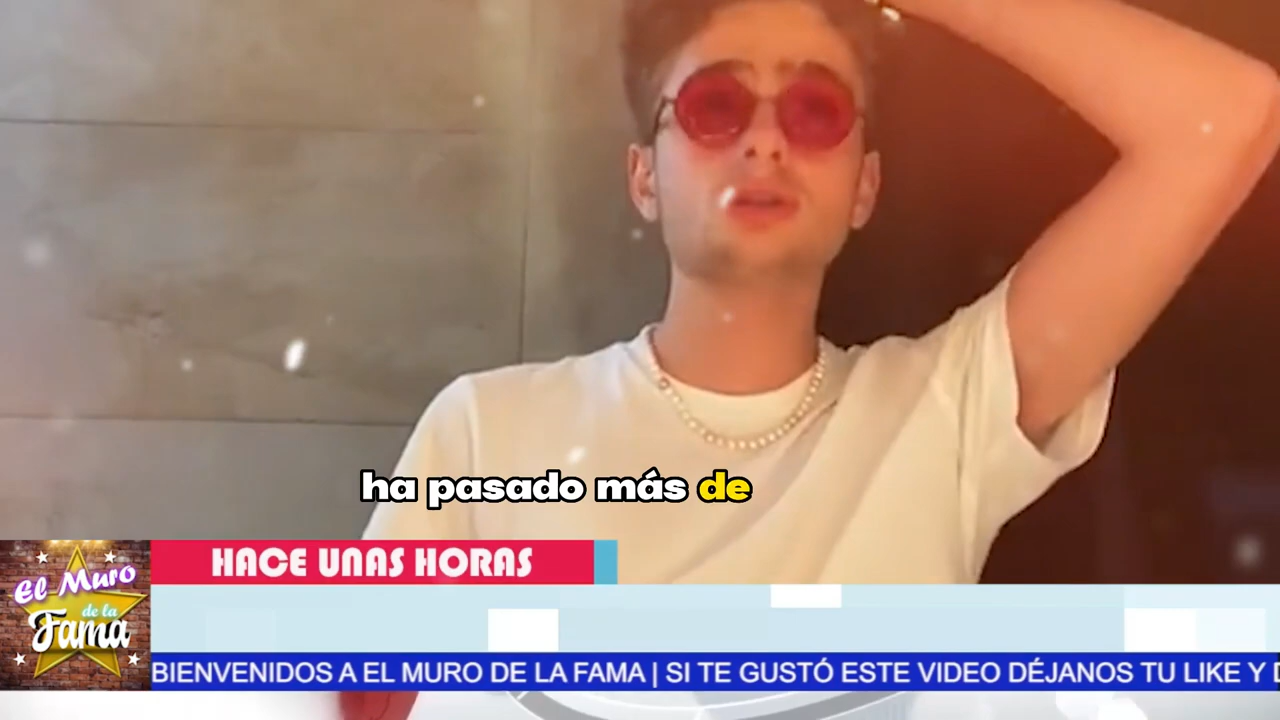 ha pasado más de
HACE UNAS HORAS
El Muro
de la
Fama
BIENVENIDOS A EL MURO DE LA FAMA | SI TE GUSTÓ ESTE VIDEO DÉJANOS TU LIKE Y